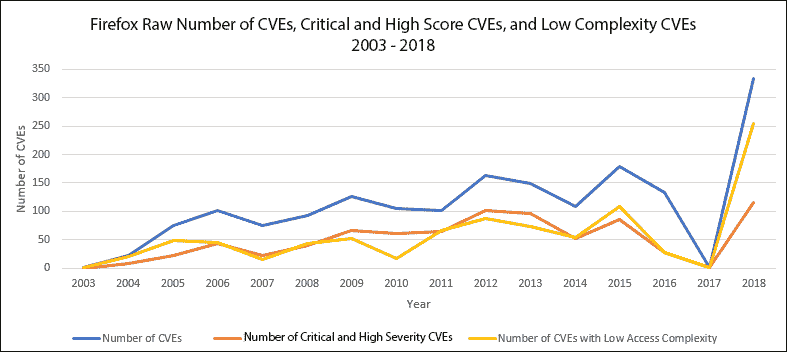 Firefox Raw Number of CVEs, Critical and High Score CVEs, and Low Complexity CVEs
2003 - 2018
Number of CVEs
350
300
250
200
150
100
50
0
2003 2004 2005 2006 2007 2008 2009 2010 2011 2012 2013 2014 2015 2016 2017 2018
Year
Number of CVEs Number of Critical and High Severity CVEs Number of CVEs with Low Access Complexity